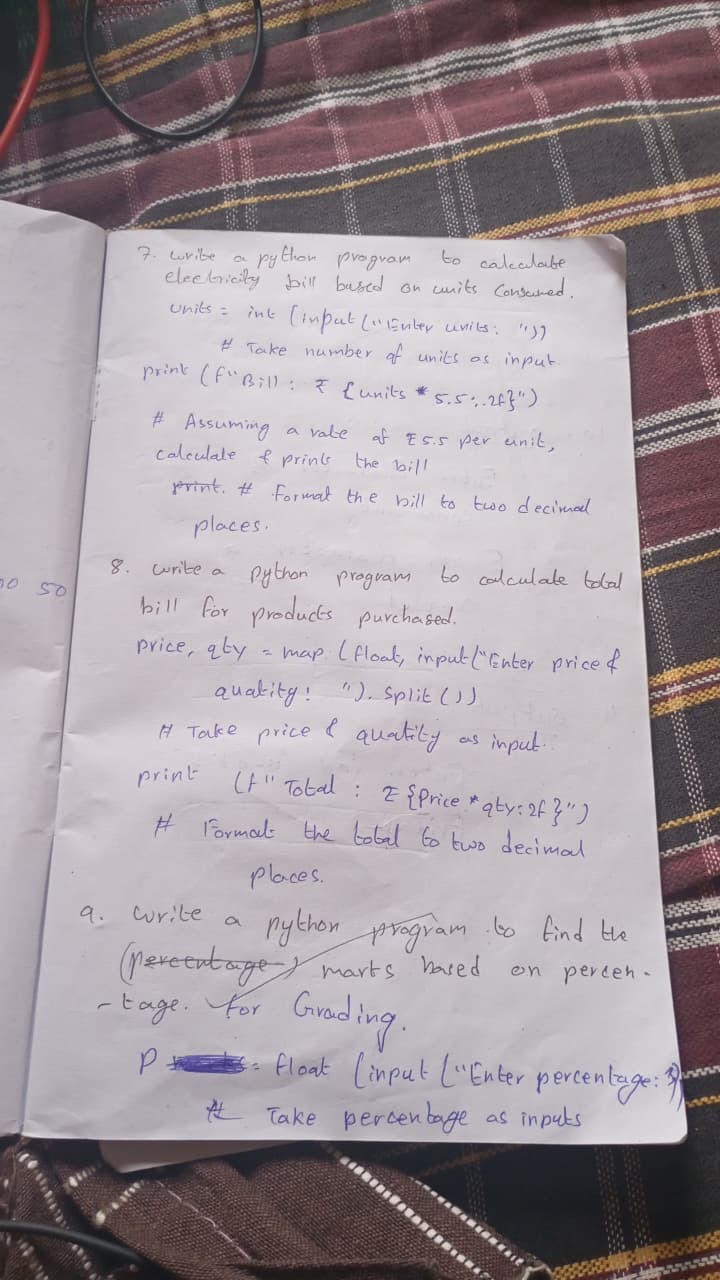 7. write a python program to calculate
electricity bill based on units Consumed.
units = int (input ("Enter units: "))
# Take number of units as input
print (f"Bill : ₹ {units * 5.5:.2f}")
# Assuming a rate of ₹5.5 per unit,
calculate & prints the bill
print. # Format the bill to two decimal
places.
50
8. write a python program to calculate total
bill for products purchased.
price, qty = map (float, input("Enter price &
quatity: "). split ())
# Take price & quatity as input.
print (f" Total : ₹ {Price * qty:2f}")
# Format the total to two decimal
places.
9. write a python program to find the
(percentage) marks based on percen-
-tage. for Grading.
P = float (input ("Enter percentage: "))
# Take percentage as inputs